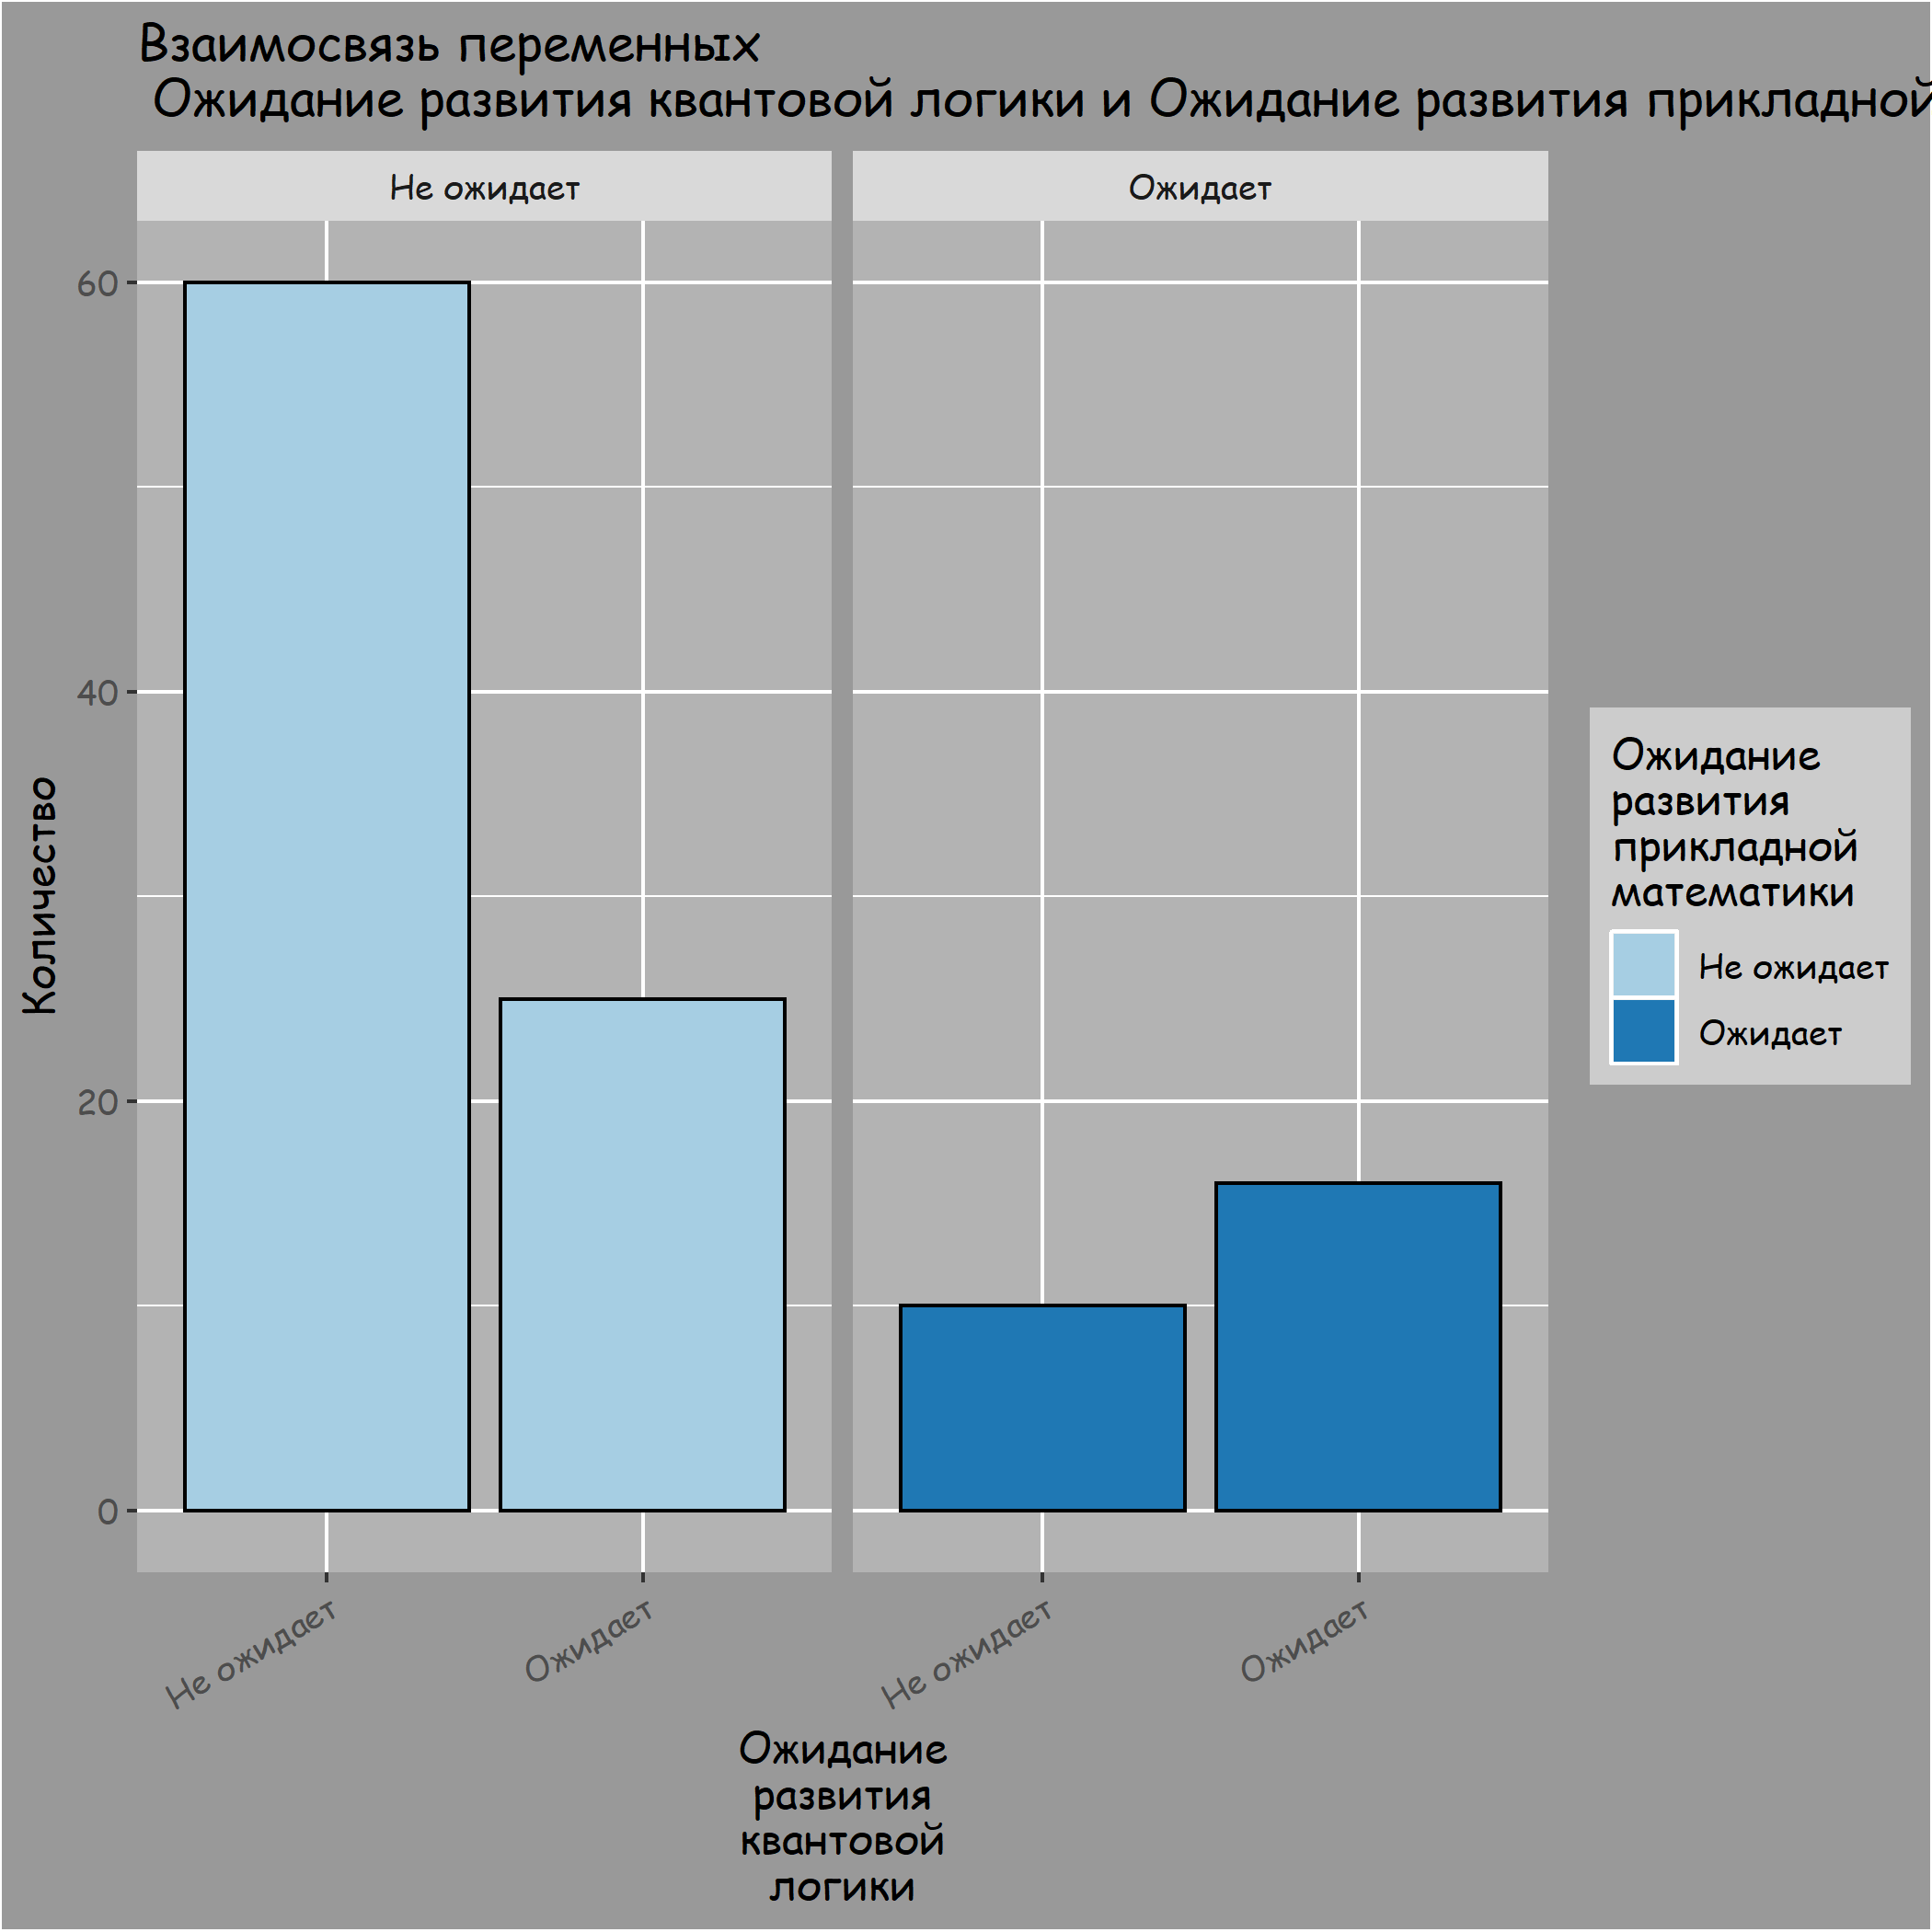 Взаимосвязь переменных
Ожидание развития квантовой логики и Ожидание развития прикладной
Не ожидает
Ожидает
60
40
20
0
Количество
Не ожидает
Ожидает
Не ожидает
Ожидает
Ожидание
развития
квантовой
логики
Ожидание
развития
прикладной
математики
Не ожидает
Ожидает